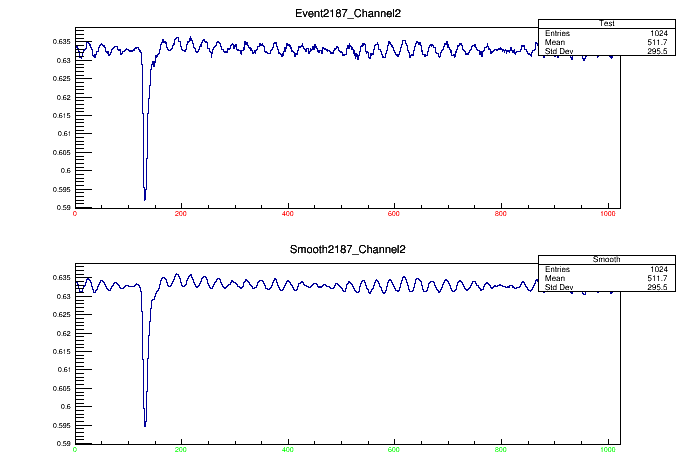 Event2187_Channel2
Test
Entries 1024
Mean 511.7
Std Dev 295.5
0.635
0.63
0.625
0.62
0.615
0.61
0.605
0.6
0.595
0.59
0 200 400 600 800 1000
Smooth2187_Channel2
Smooth
Entries 1024
Mean 511.7
Std Dev 295.5
0.635
0.63
0.625
0.62
0.615
0.61
0.605
0.6
0.595
0.59
0 200 400 600 800 1000